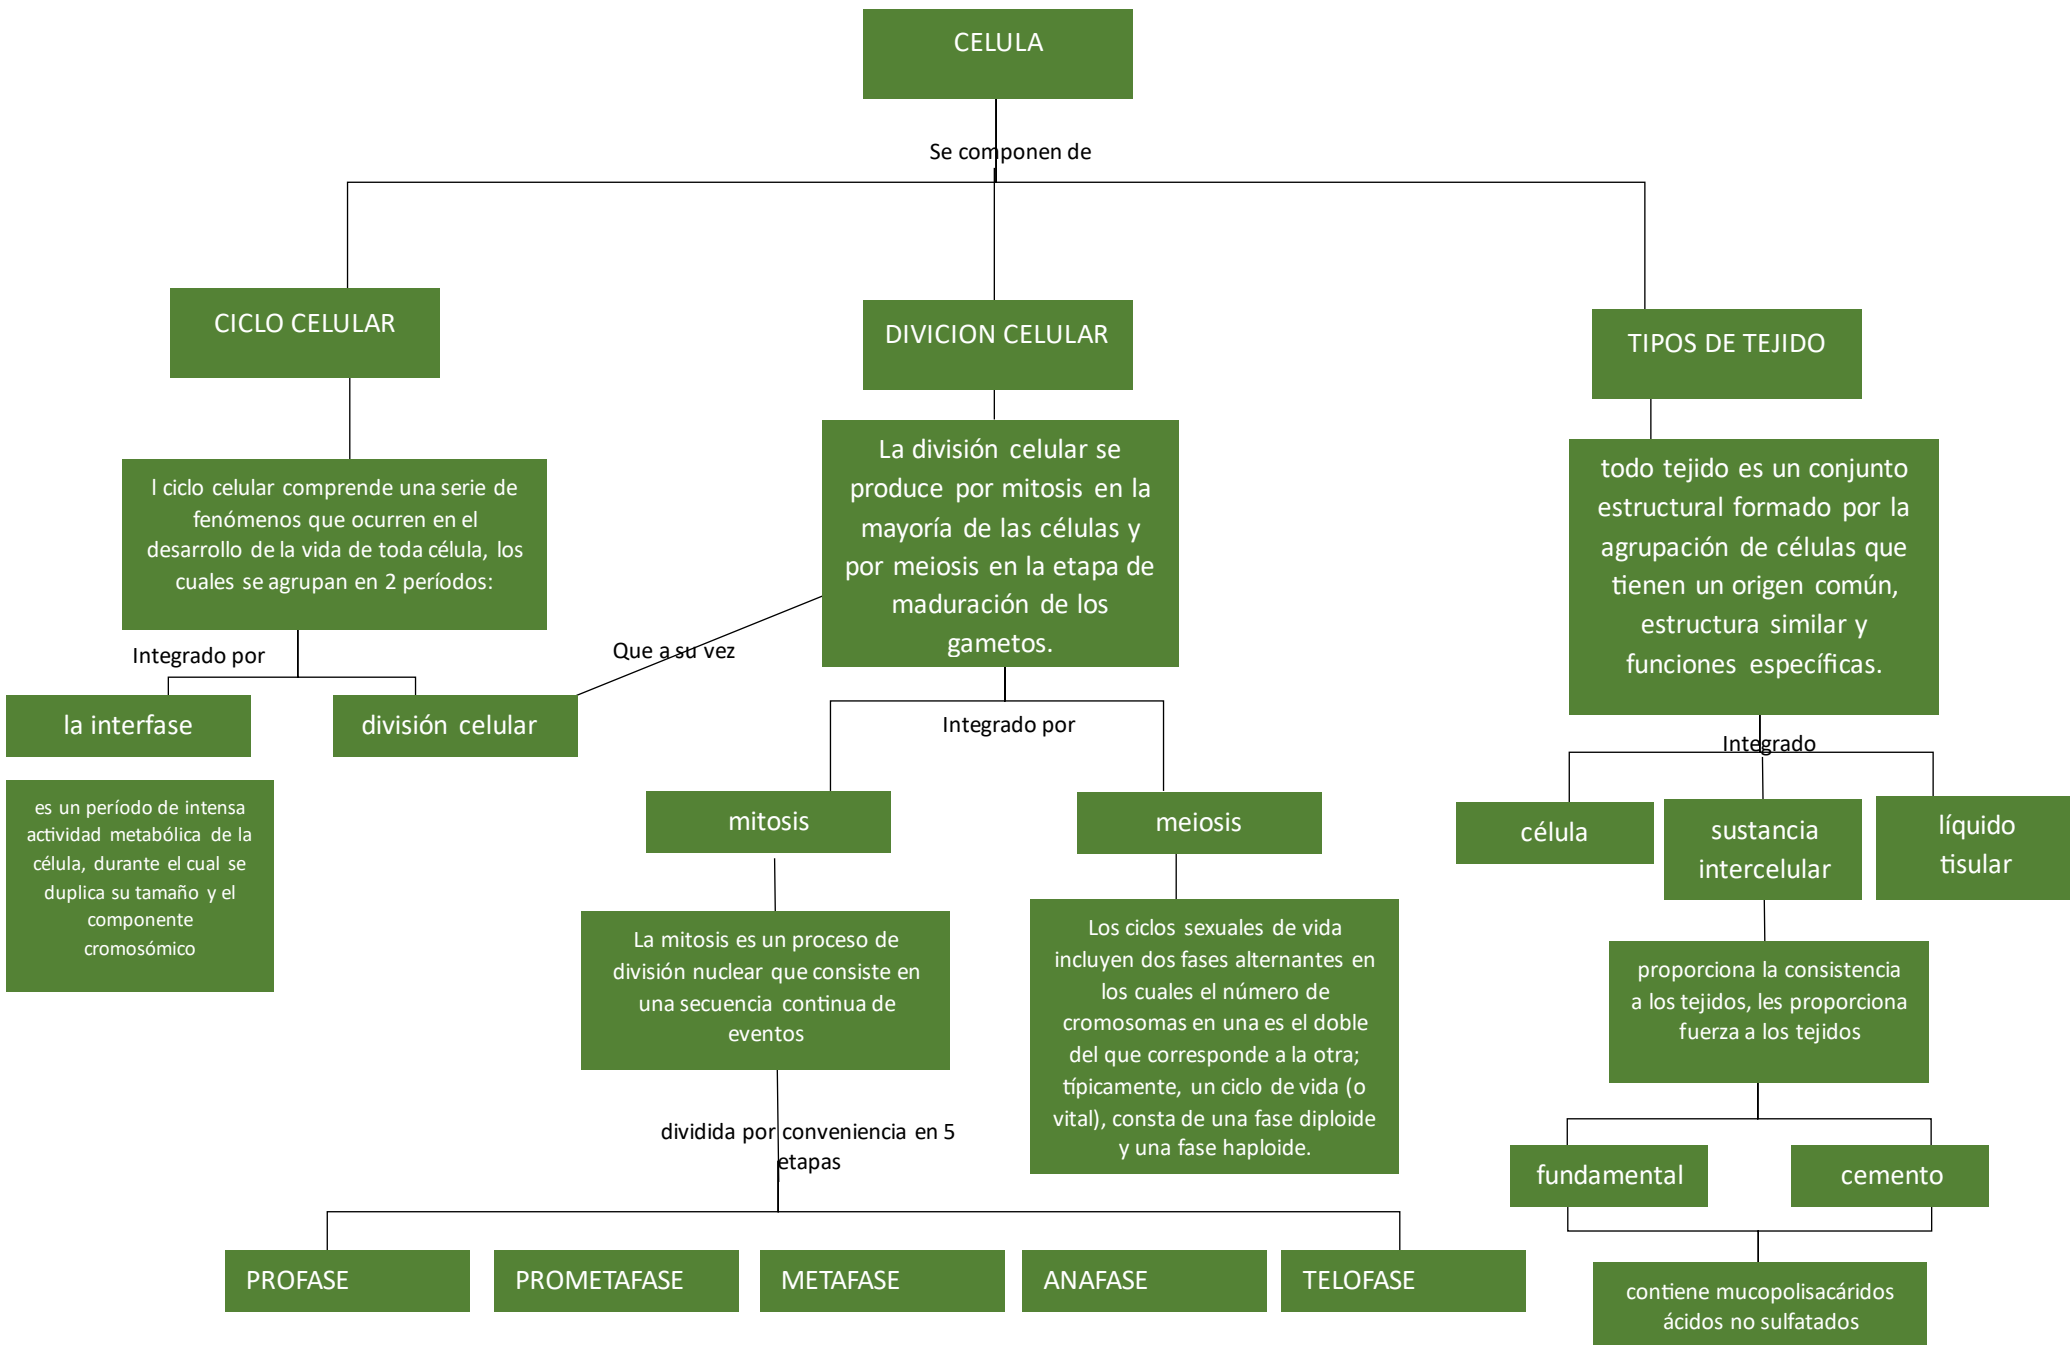 CELULA
Se componen de
CICLO CELULAR
DIVICION CELULAR
TIPOS DE TEJIDO
l ciclo celular comprende una serie de
fenómenos que ocurren en el
desarrollo de la vida de toda célula, los
cuales se agrupan en 2 períodos:
Integrado por
la interfase
división celular
es un período de intensa
actividad metabólica de la
célula, durante el cual se
duplica su tamaño y el
componente
cromosómico
Que a su vez
La división celular se
produce por mitosis en la
mayoría de las células y
por meiosis en la etapa de
maduración de los
gametos.
Integrado por
mitosis
meiosis
La mitosis es un proceso de
división nuclear que consiste en
una secuencia continua de
eventos
Los ciclos sexuales de vida
incluyen dos fases alternantes en
los cuales el número de
cromosomas en una es el doble
del que corresponde a la otra;
típicamente, un ciclo de vida (o
vital), consta de una fase diploide
y una fase haploide.
dividida por conveniencia en 5
etapas
PROFASE
PROMETAFASE
METAFASE
ANAFASE
TELOFASE
todo tejido es un conjunto
estructural formado por la
agrupación de células que
tienen un origen común,
estructura similar y
funciones específicas.
Integrado
célula
sustancia
intercelular
líquido
tisular
proporciona la consistencia
a los tejidos, les proporciona
fuerza a los tejidos
fundamental
cemento
contiene mucopolisacáridos
ácidos no sulfatados